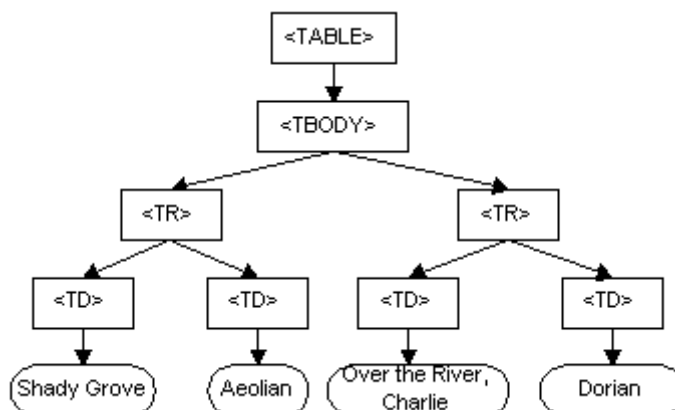 <TABLE>
<TBODY>
<TR>
<TR>
<TD>
<TD>
<TD>
<TD>
Shady Grove
Aeolian
Over the River,
Charlie
Dorian